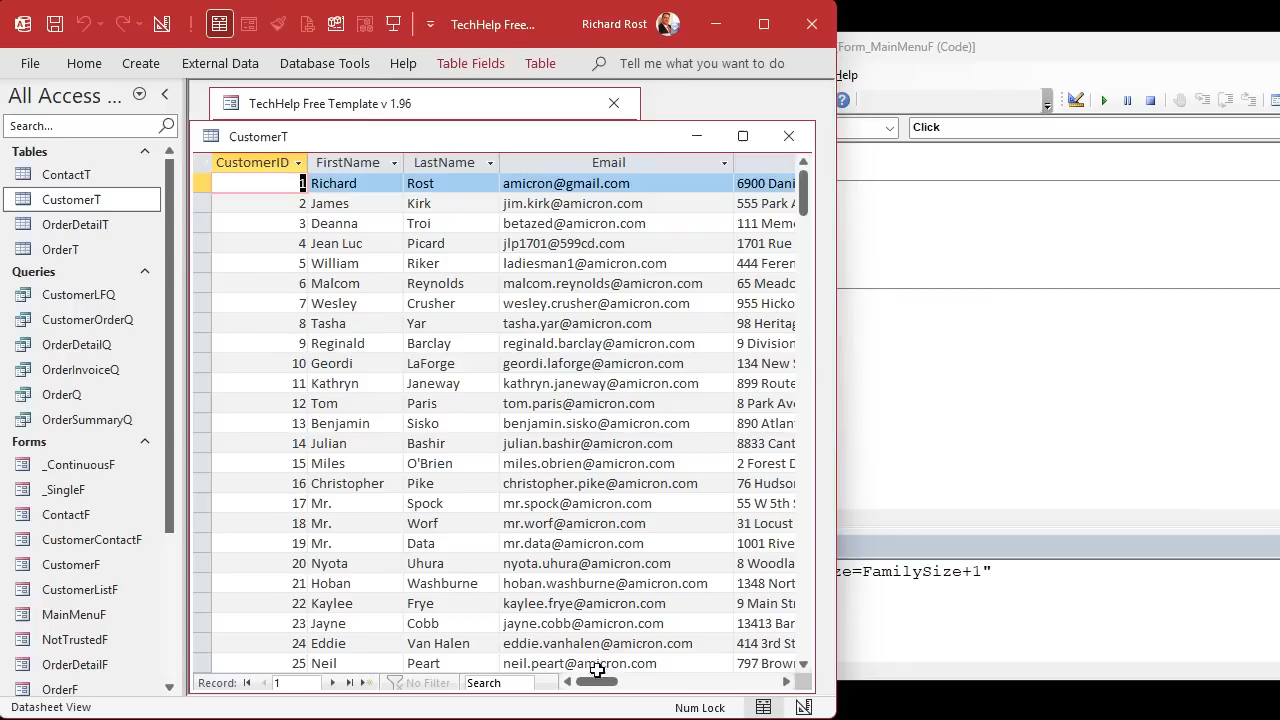 TechHelp Free... Richard Rost
Form_MainMenuF (Code)]
File Home Create External Data Database Tools Help Table Fields Table Tell me what you want to do
Help
All Access ...
TechHelp Free Template v 1.96
Click
Search...
CustomerT
Tables
ContactT
CustomerT
OrderDetailT
OrderT
Queries
CustomerLFQ
CustomerOrderQ
OrderDetailQ
OrderInvoiceQ
OrderQ
OrderSummaryQ
Forms
_ContinuousF
_SingleF
ContactF
CustomerContactF
CustomerF
CustomerListF
MainMenuF
NotTrustedF
OrderDetailF
OrderF
CustomerID FirstName LastName Email
1 Richard Rost amicron@gmail.com 6900 Dani
2 James Kirk jim.kirk@amicron.com 555 Park A
3 Deanna Troi betazed@amicron.com 111 Meme
4 Jean Luc Picard jlp1701@599cd.com 1701 Rue
5 William Riker ladiesman1@amicron.com 444 Feren
6 Malcom Reynolds malcom.reynolds@amicron.com 65 Meado
7 Wesley Crusher wesley.crusher@amicron.com 955 Hicko
8 Tasha Yar tasha.yar@amicron.com 98 Heritag
9 Reginald Barclay reginald.barclay@amicron.com 9 Division
10 Geordi LaForge geordi.laforge@amicron.com 134 New S
11 Kathryn Janeway kathryn.janeway@amicron.com 899 Route
12 Tom Paris tom.paris@amicron.com 8 Park Ave
13 Benjamin Sisko benjamin.sisko@amicron.com 890 Atlan
14 Julian Bashir julian.bashir@amicron.com 8833 Cant
15 Miles O'Brien miles.obrien@amicron.com 2 Forest D
16 Christopher Pike christopher.pike@amicron.com 76 Hudso
17 Mr. Spock mr.spock@amicron.com 55 W 5th
18 Mr. Worf mr.worf@amicron.com 31 Locust
19 Mr. Data mr.data@amicron.com 1001 Rive
20 Nyota Uhura nyota.uhura@amicron.com 8 Woodla
21 Hoban Washburne hoban.washburne@amicron.com 1348 Nort
22 Kaylee Frye kaylee.frye@amicron.com 9 Main Str
23 Jayne Cobb jayne.cobb@amicron.com 13413 Bar
24 Eddie Van Halen eddie.vanhalen@amicron.com 414 3rd St
25 Neil Peart neil.peart@amicron.com 797 Brow
ze=FamilySize+1"
Record: 1 No Filter Search
Datasheet View Num Lock